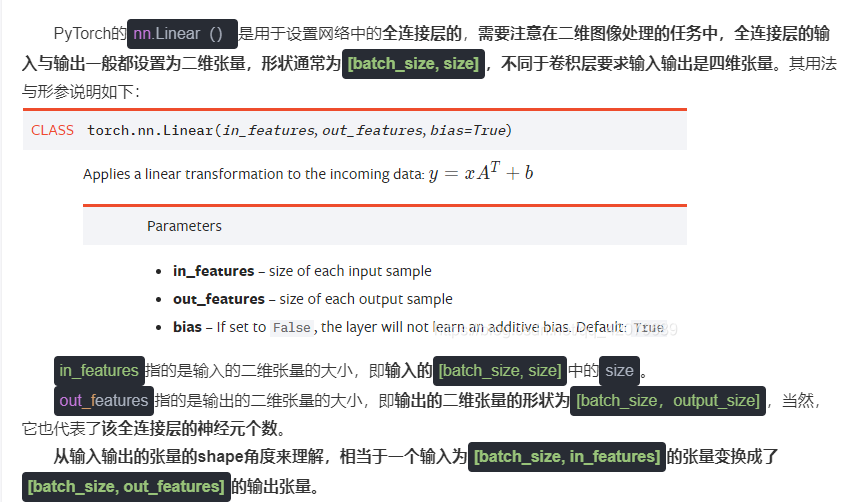 PyTorch的nn.Linear（）是用于设置网络中的全连接层的，需要注意在二维图像处理的任务中，全连接层的输
入与输出一般都设置为二维张量，形状通常为[batch_size, size]，不同于卷积层要求输入输出是四维张量。其用法
与形参说明如下：
CLASS torch.nn.Linear(in_features, out_features, bias=True)
Applies a linear transformation to the incoming data: y = xA^T + b
Parameters
• in_features – size of each input sample
• out_features – size of each output sample
• bias – If set to False, the layer will not learn an additive bias. Default: True
in_features指的是输入的二维张量的大小，即输入的[batch_size, size]中的size。
out_features指的是输出的二维张量的大小，即输出的二维张量的形状为[batch_size，output_size]，当然，
它也代表了该全连接层的神经元个数。
从输入输出的张量的shape角度来理解，相当于一个输入为[batch_size, in_features]的张量变换成了
[batch_size, out_features]的输出张量。